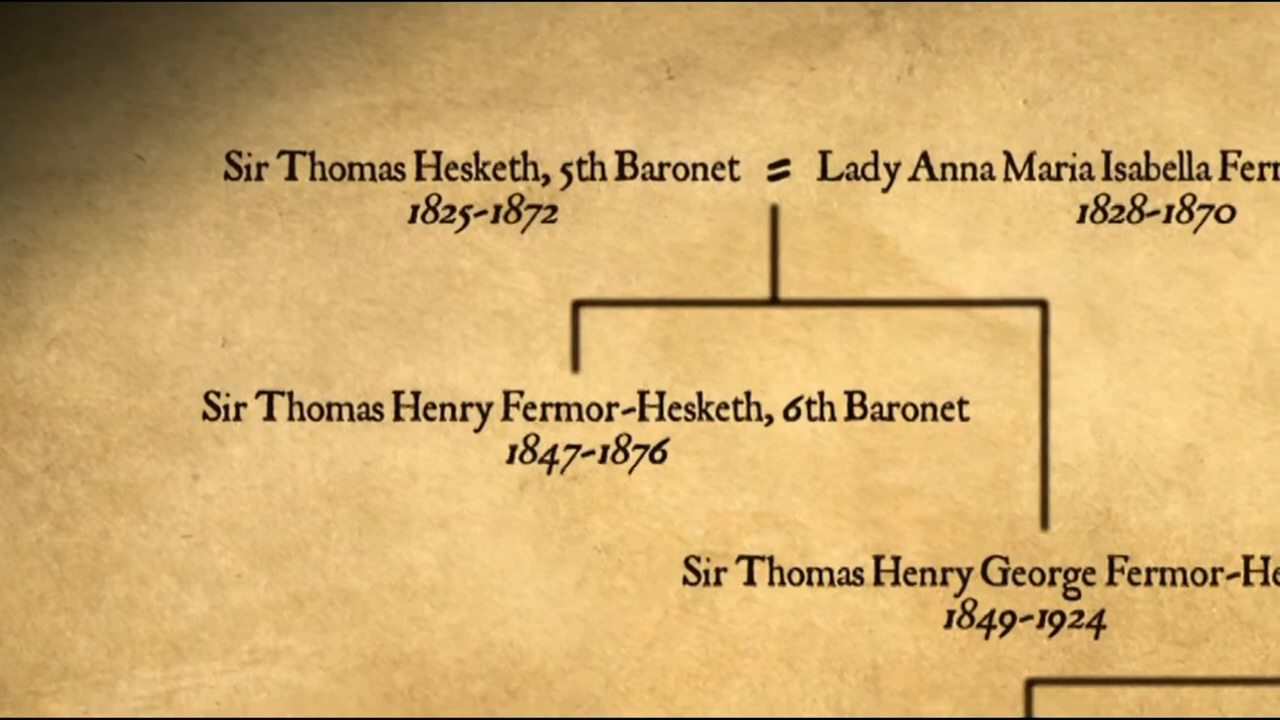 Sir Thomas Hesketh, 5th Baronet = Lady Anna Maria Isabella
1825-1872 1828-1870
Sir Thomas Henry Fermor-Hesketh, 6th Baronet
1847-1876
Sir Thomas Henry George
1849-1924